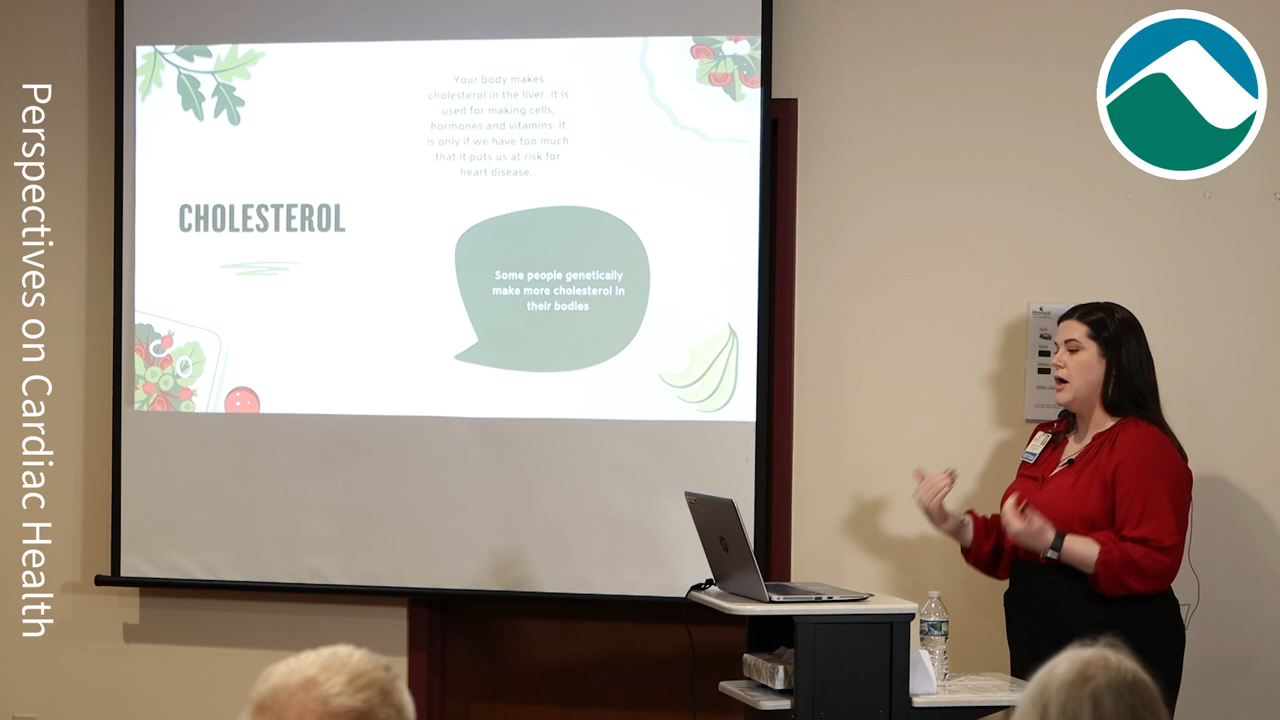 Perspectives on Cardiac Health
Your body makes
cholesterol in the liver. it is
used for making cells,
hormones and vitamins. It
is only if we have too much
that it puts us at risk for
heart disease.
CHOLESTEROL
Some people genetically
make more cholesterol in
their bodies